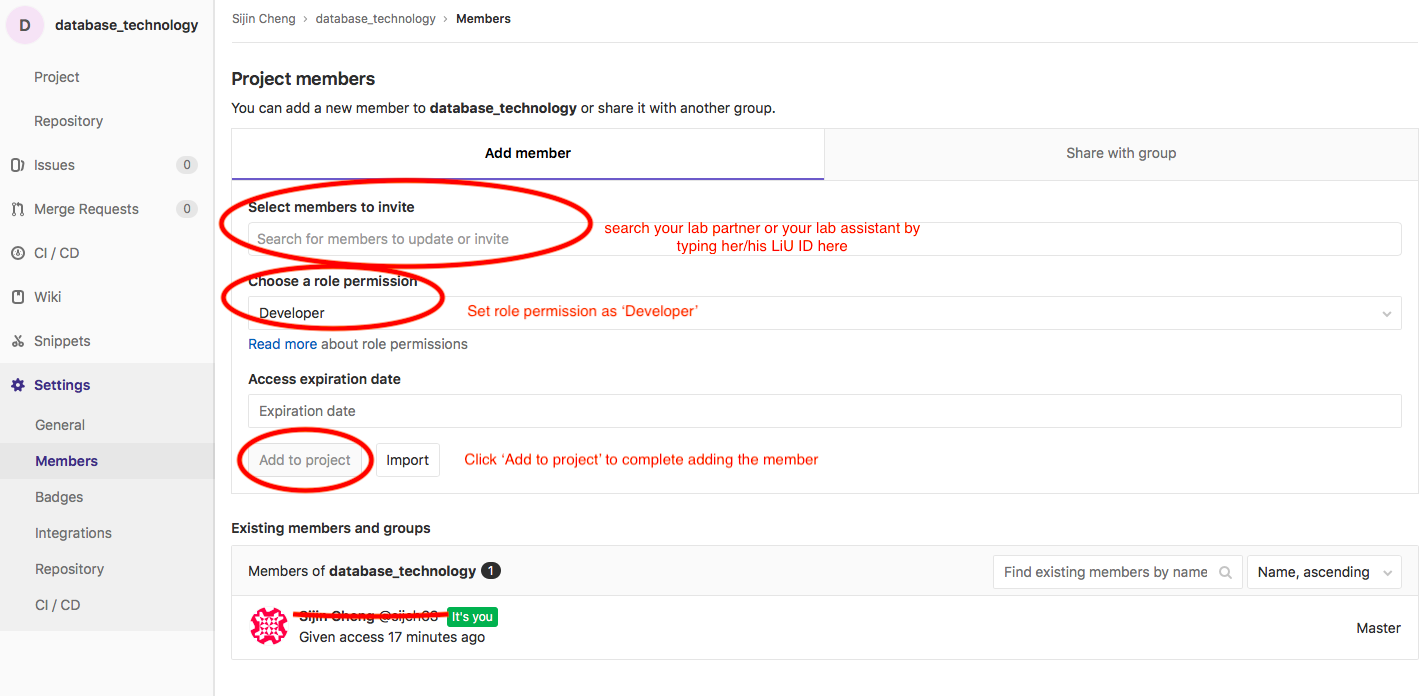 D database_technology
Sijin Cheng › database_technology › Members
Project
Repository
Issues 0
Merge Requests 0
CI / CD
Wiki
Snippets
Settings
General
Members
Badges
Integrations
Repository
CI / CD
Project members
You can add a new member to database_technology or share it with another group.
Add member
Share with group
Select members to invite
Search for members to update or invite
search your lab partner or your lab assistant by
typing her/his LiU ID here
Choose a role permission
Developer
Set role permission as ‘Developer’
Read more about role permissions
Access expiration date
Expiration date
Add to project
Import
Click ‘Add to project’ to complete adding the member
Existing members and groups
Members of database_technology 1
Find existing members by name
Name, ascending
Sijin Cheng It's you
Given access 17 minutes ago
Master